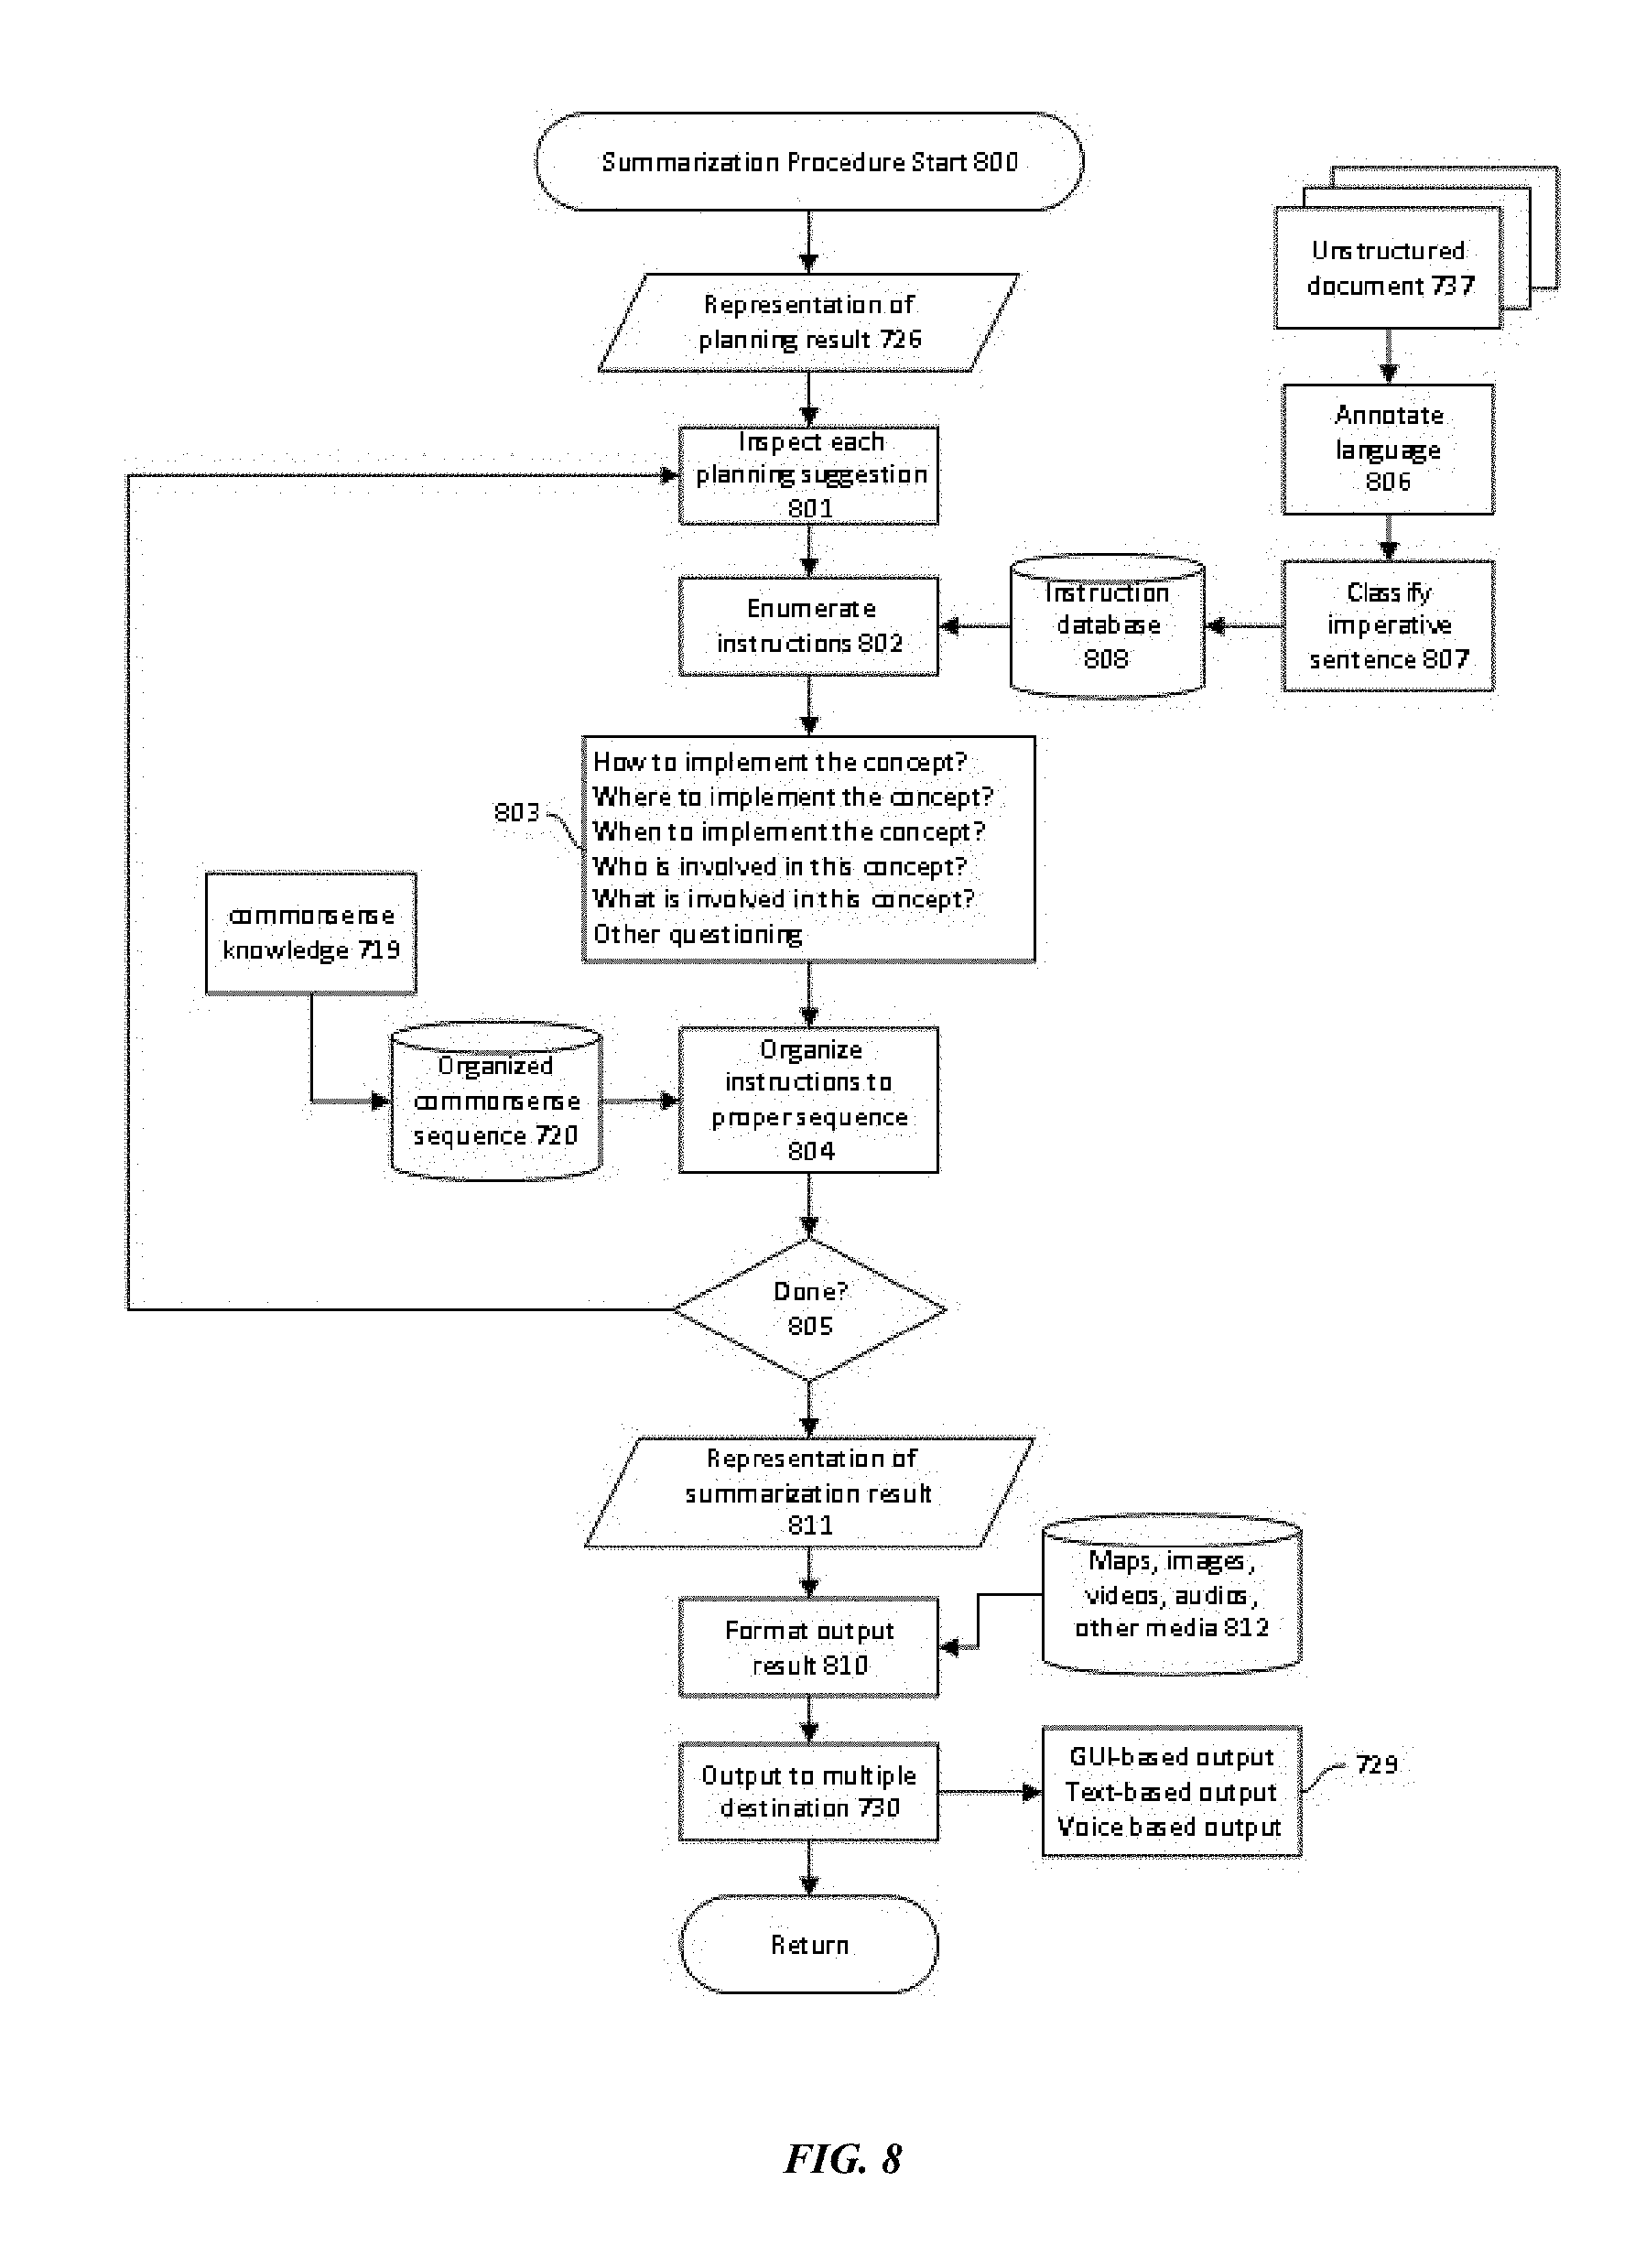 Summarization Procedure Start 800
Unstructured
document 737
Representation of
planning result 726
Annotate
language
806
Inspect each
planning suggestion
801
Classify
imperative
sentence 807
Instruction
database
808
Enumerate
instructions 802
How to implement the concept?
Where to implement the concept?
When to implement the concept?
Who is involved in this concept?
What is involved in this concept?
Other questioning
803
commonsense
knowledge 719
Organized
commonsense
sequence 720
Organize
instructions to
proper sequence
804
Done?
805
Representation of
summarization result
811
Maps, images,
videos, audios,
other media 812
Format output
result 810
Output to multiple
destination 730
GUI-based output
Text-based output
Voice based output
729
Return
FIG. 8